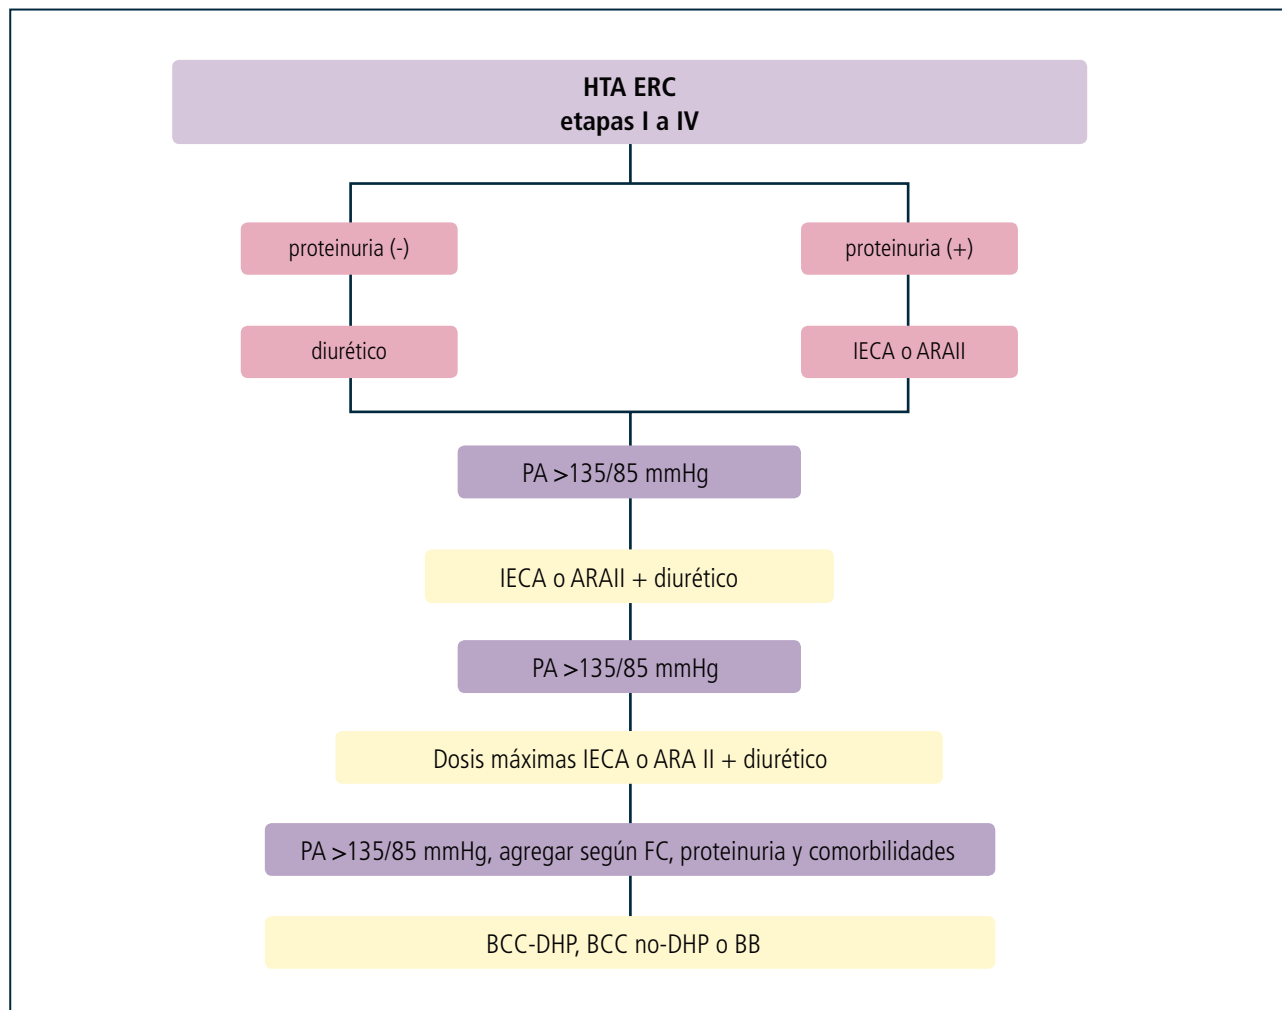 HTA ERC
etapas I a IV
proteinuria (-)
proteinuria (+)
diurético
IECA o ARAII
PA >135/85 mmHg
IECA o ARAII + diurético
PA >135/85 mmHg
Dosis máximas IECA o ARA II + diurético
PA >135/85 mmHg, agregar según FC, proteinuria y comorbilidades
BCC-DHP, BCC no-DHP o BB